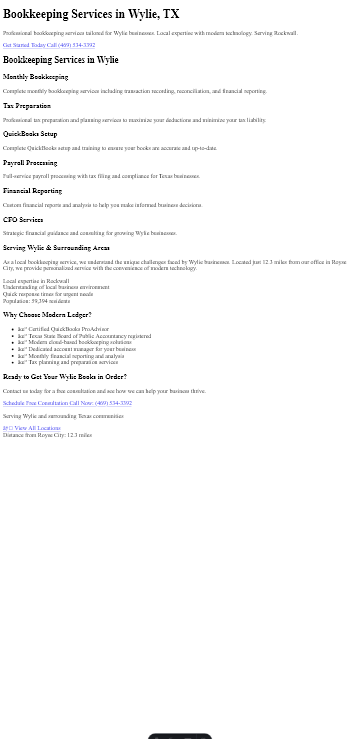 Bookkeeping Services in Wylie, TX
Professional bookkeeping services tailored for Wylie businesses. Local expertise with modern technology. Serving Rockwall.
Get Started Today Call (469) 534-3392
Bookkeeping Services in Wylie
Monthly Bookkeeping
Complete monthly bookkeeping services including transaction recording, reconciliation, and financial reporting.
Tax Preparation
Professional tax preparation and planning services to maximize your deductions and minimize your tax liability.
QuickBooks Setup
Complete QuickBooks setup and training to ensure your books are accurate and up-to-date.
Payroll Processing
Full-service payroll processing with tax filing and compliance for Texas businesses.
Financial Reporting
Custom financial reports and analysis to help you make informed business decisions.
CFO Services
Strategic financial guidance and consulting for growing Wylie businesses.
Serving Wylie & Surrounding Areas
As a local bookkeeping service, we understand the unique challenges faced by Wylie businesses. Located just 12.3 miles from our office in Royse
City, we provide personalized service with the convenience of modern technology.
Local expertise in Rockwall
Understanding of local business environment
Quick response times for urgent needs
Population: 59,394 residents
Why Choose Modern Ledger?
Certified QuickBooks ProAdvisor
Texas State Board of Public Accountancy registered
Modern cloud-based bookkeeping solutions
Dedicated account manager for your business
Monthly financial reporting and analysis
Tax planning and preparation services
Ready to Get Your Wylie Books in Order?
Contact us today for a free consultation and see how we can help your business thrive.
Schedule Free Consultation Call Now: (469) 534-3392
Serving Wylie and surrounding Texas communities
View All Locations
Distance from Royse City: 12.3 miles